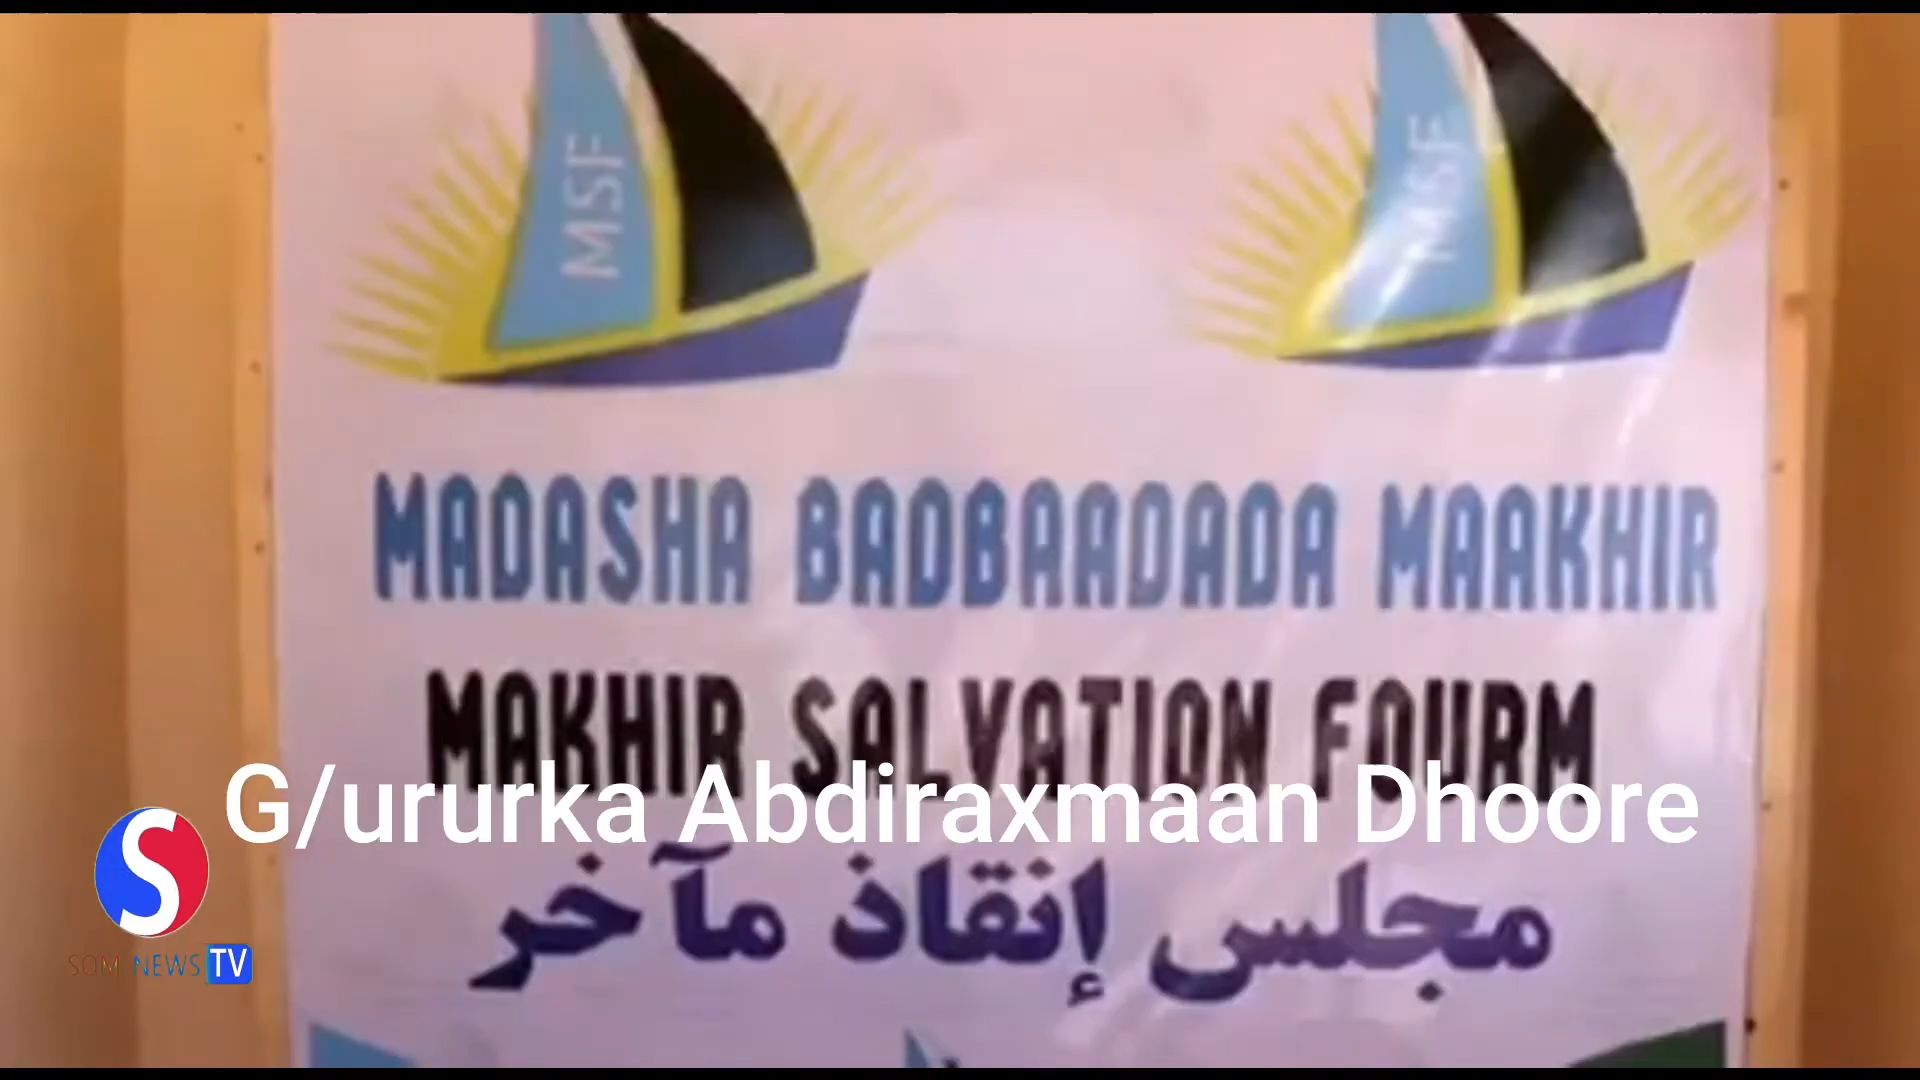 MSF
MSF
MADASHA BADBAADADA MAAKHIR
MAKHIR SALVATION FOURM
G/ururka Abdiraxmaan Dhoore
مجلس إنقاذ مآخر
S
SOM NEWS TV